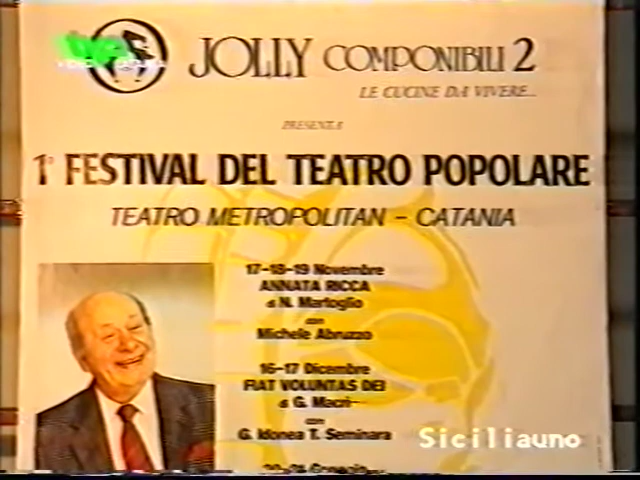 JOLLY COMPONIBILI 2
LE CUCINE DA VIVERE...
PRESENTA
1° FESTIVAL DEL TEATRO POPOLARE
TEATRO METROPOLITAN - CATANIA
17-18-19 Novembre
ANNATA RICCA
di N. Martoglio
con
Michele Abruzzo
16-17 Dicembre
FIAT VOLUNTAS DEI
di G. Macrì
con
G. Idonea T. Seminara
Siciliauno